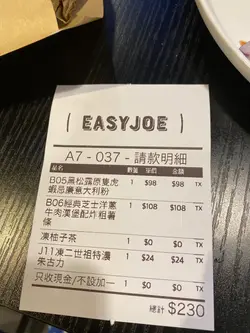 ( EASYJOE )
A7 - 037 - 請款明細
品名 數量 單價 金額
B05黑松露原隻虎 1 $98 $98 TX
蝦忌廉意大利粉
B06經典芝士洋蔥 1 $108 $108 TX
牛肉漢堡配炸粗薯
條
凍柚子茶 1 $0 $0 TX
J11凍二世祖特濃 1 $24 $24 TX
朱古力
只收現金/不設加一 1 $0 $0 TX
總計 $230